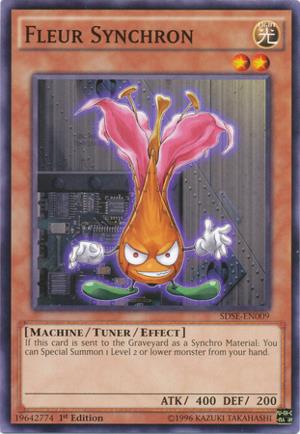 Fleur Synchron
光
SDSE-EN009
[Machine/Tuner/Effect]
If this card is sent to the Graveyard as a Synchro Material: You
can Special Summon 1 Level 2 or lower monster from your hand.
ATK/ 400 DEF/ 200
19642774 1st Edition ©1996 KAZUKI TAKAHASHI